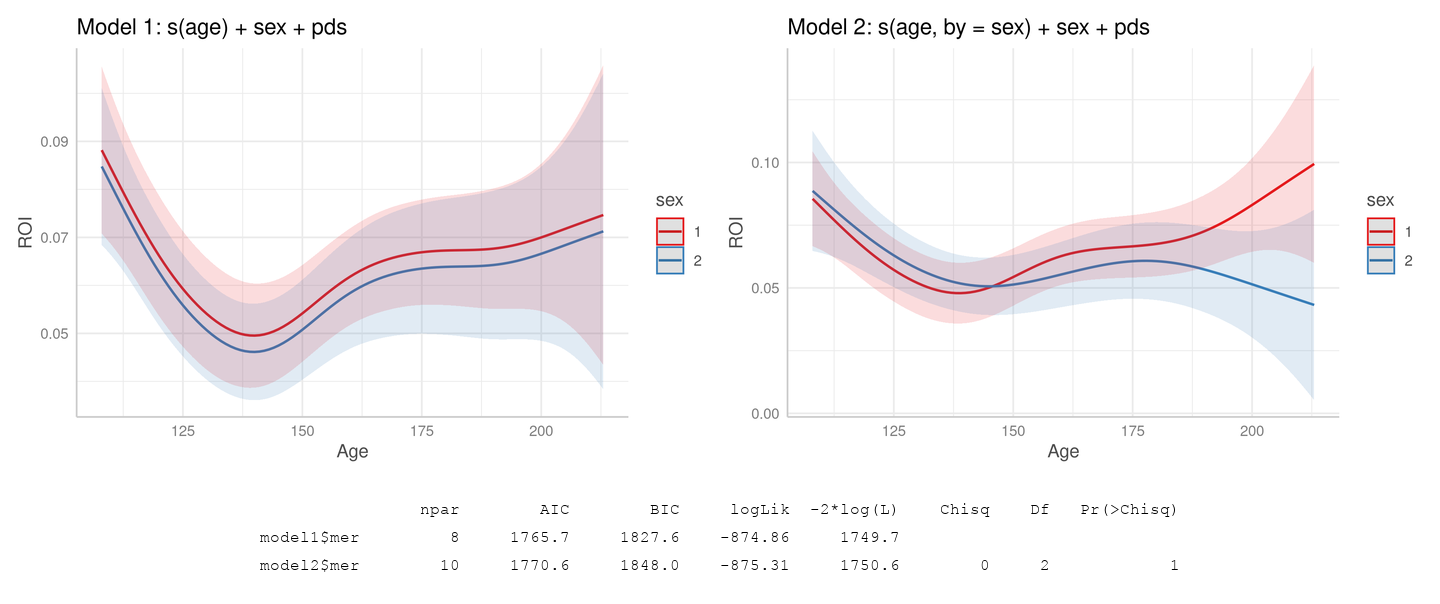 Model 1: s(age) + sex + pds
0.09
0.07
0.05
ROI
125 150 175 200
Age
sex
1
2
Model 2: s(age, by = sex) + sex + pds
0.10
0.05
0.00
ROI
125 150 175 200
Age
sex
1
2
npar AIC BIC logLik -2*log(L) Chisq Df Pr(>Chisq)
model1$mer 8 1765.7 1827.6 -874.86 1749.7
model2$mer 10 1770.6 1848.0 -875.31 1750.6 0 2 1